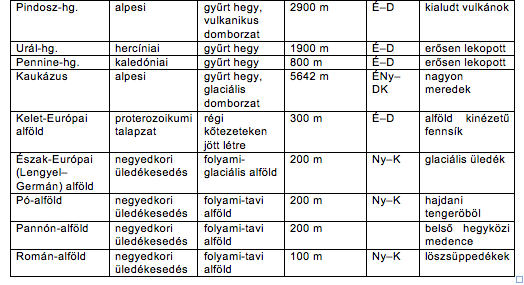 Pindosz-hg. alpesi gyűrt hegy, 2900 m É–D kialudt vulkánok
vulkanikus
domborzat
Urál-hg. hercíniai gyűrt hegy 1900 m É–D erősen lekopott
Pennine-hg. kaledóniai gyűrt hegy 800 m É–D erősen lekopott
Kaukázus alpesi gyűrt hegy, 5642 m ÉNy– nagyon
glaciális DK meredek
domborzat
Kelet-Európai proterozoikumi régi 300 m É–D alföld kinézetű
alföld talapzat kőtezeteken fennsík
jött létre
Észak-Európai negyedkori folyami- 200 m Ny–K glaciális üledék
(Lengyel– üledékesedés glaciális alföld
Germán) alföld
Pó-alföld negyedkori folyami-tavi 200 m Ny–K hajdani
üledékesedés alföld tengeröböl
Pannón-alföld negyedkori folyami-tavi 200 m belső hegyközi
üledékesedés alföld medence
Román-alföld negyedkori folyami-tavi 100 m Ny–K löszsüppedékek
üledékesedés alföld